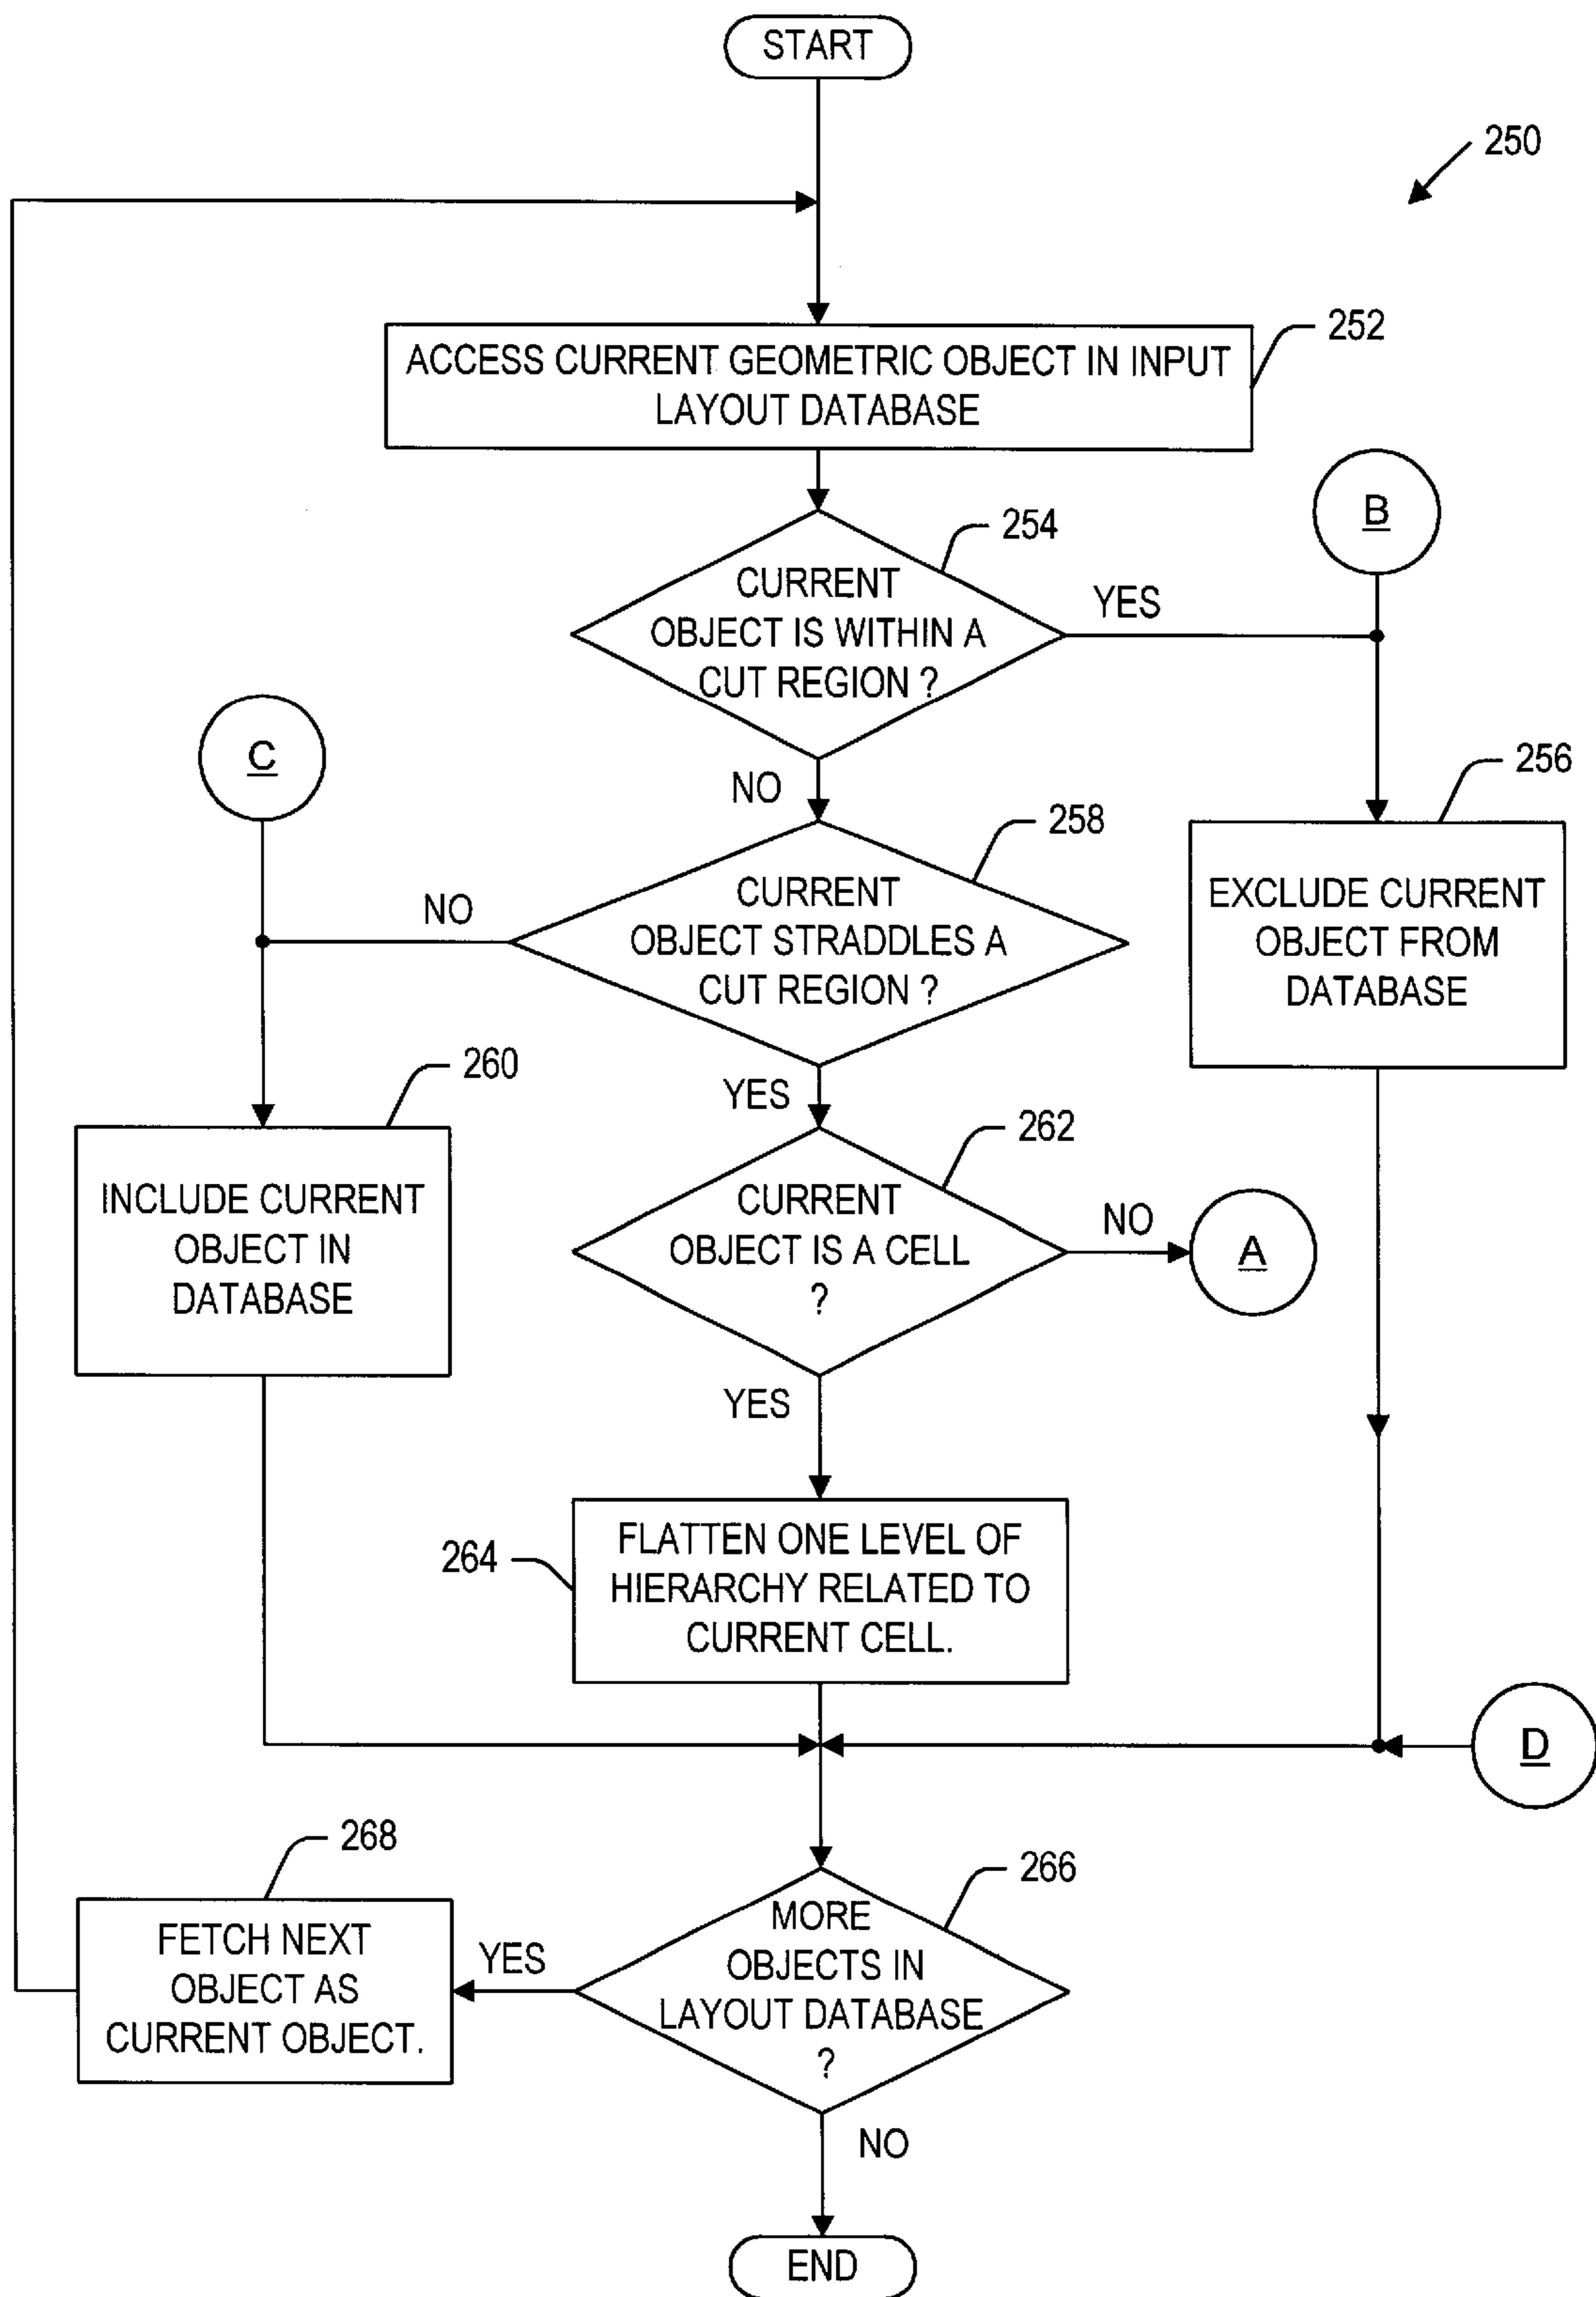 START
250
252
ACCESS CURRENT GEOMETRIC OBJECT IN INPUT
LAYOUT DATABASE
B
254
CURRENT
OBJECT IS WITHIN A
CUT REGION ?
YES
NO
C
256
EXCLUDE CURRENT
OBJECT FROM
DATABASE
258
CURRENT
OBJECT STRADDLES A
CUT REGION ?
NO
YES
260
INCLUDE CURRENT
OBJECT IN
DATABASE
262
CURRENT
OBJECT IS A CELL
?
NO
A
YES
264
FLATTEN ONE LEVEL OF
HIERARCHY RELATED TO
CURRENT CELL.
D
268
FETCH NEXT
OBJECT AS
CURRENT OBJECT.
YES
266
MORE
OBJECTS IN
LAYOUT DATABASE
?
NO
END